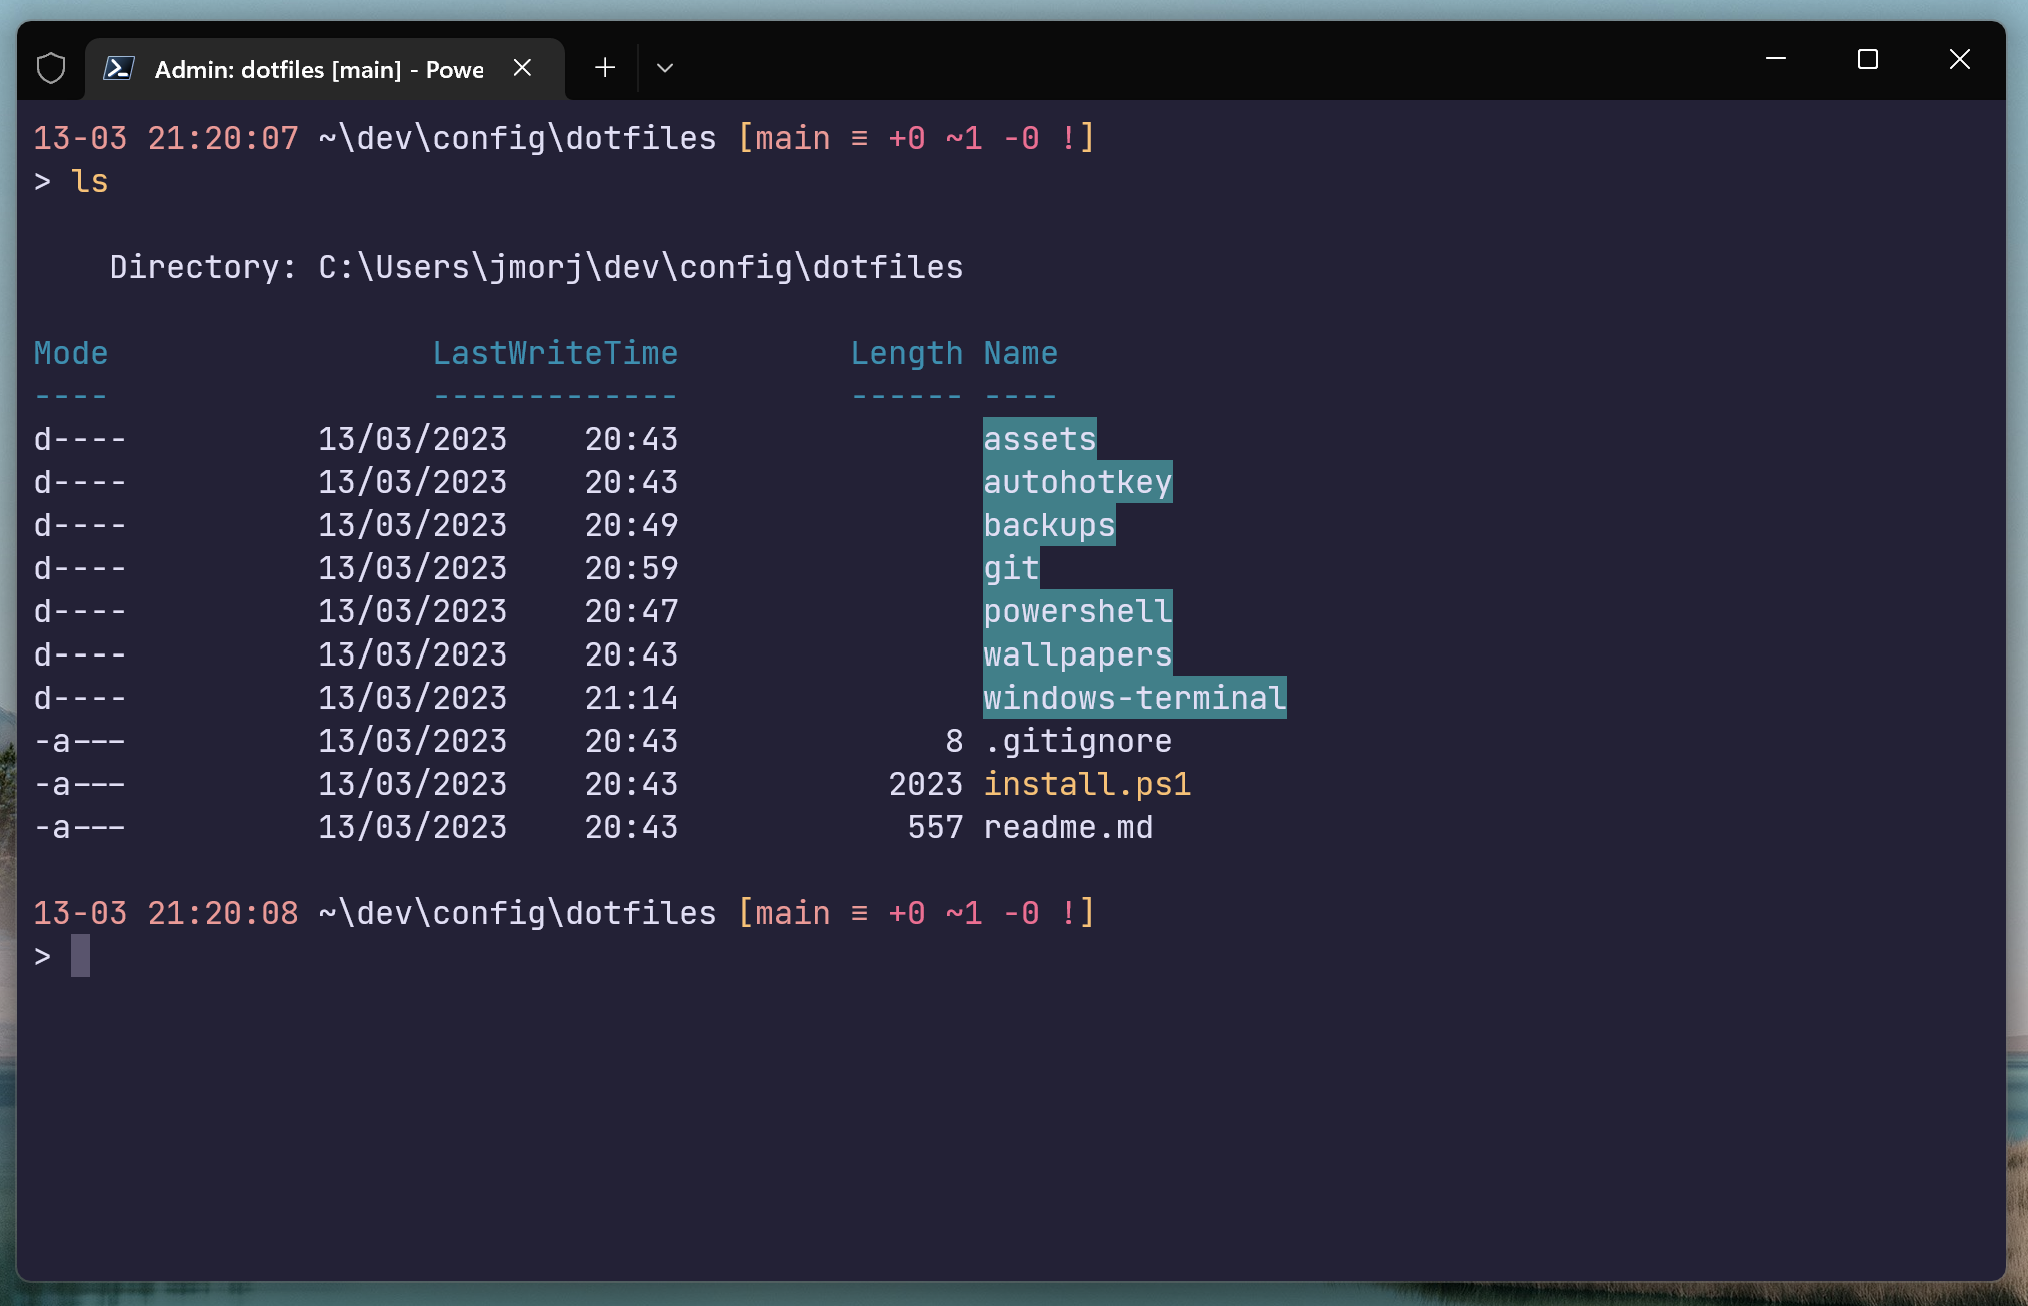 Admin: dotfiles [main] - Powe
13-03 21:20:07 ~\dev\config\dotfiles [main ≡ +0 ~1 -0 !]
> ls
    Directory: C:\Users\jmorj\dev\config\dotfiles
Mode                 LastWriteTime         Length Name
----                 -------------         ------ ----
d----          13/03/2023    20:43                assets
d----          13/03/2023    20:43                autohotkey
d----          13/03/2023    20:49                backups
d----          13/03/2023    20:59                git
d----          13/03/2023    20:47                powershell
d----          13/03/2023    20:43                wallpapers
d----          13/03/2023    21:14                windows-terminal
-a---          13/03/2023    20:43              8 .gitignore
-a---          13/03/2023    20:43           2023 install.ps1
-a---          13/03/2023    20:43            557 readme.md
13-03 21:20:08 ~\dev\config\dotfiles [main ≡ +0 ~1 -0 !]
>